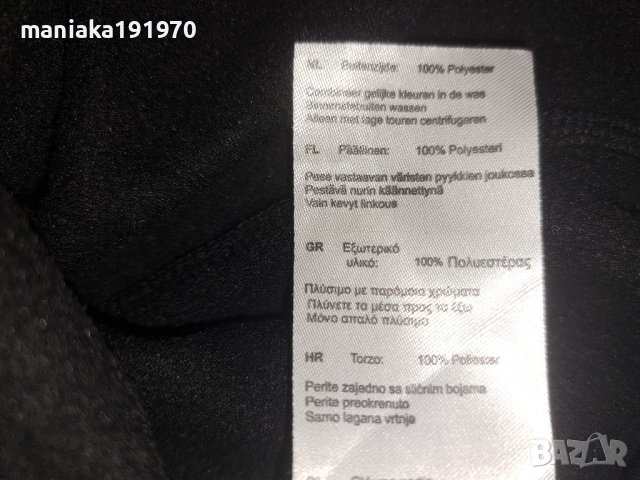 maniaka191970
NL Buitenzijde: 100% Polyester
Combineer gelijke kleuren in de was
Binnenstebuiten wassen
Alleen met lage touren centrifugeren
FL Päällinen: 100% Polyesteri
Pese vastaavan väristen pyykkien joukossa
Pestävä nurin käännettynä
Vain kevyt linkous
GR Εξωτερικό
υλικό: 100% Πολυεστέρας
Πλύσιμο με παρόμοια χρώματα
Πλύνετε τα μέσα προς τα έξω
Μόνο απαλό πλύσιμο
HR Torzo: 100% Poliester
Perite zajedno sa sličnim bojama
Perite preokrenuto
Samo lagana vrtnja
BAZAR